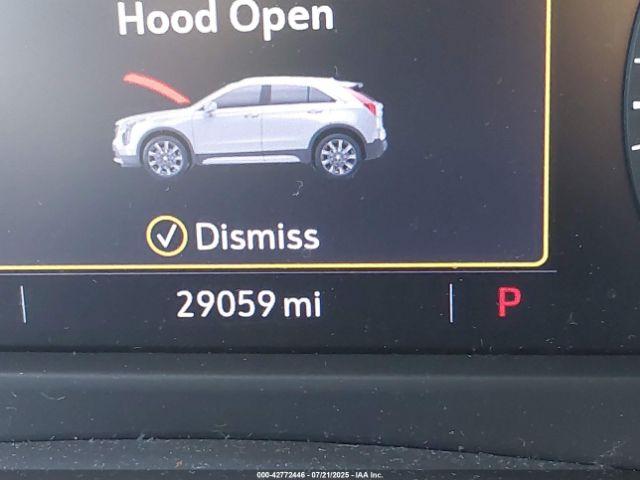 Hood Open
Dismiss
29059 mi
P
000-42772446 - 07/21/2025 - IAA Inc.